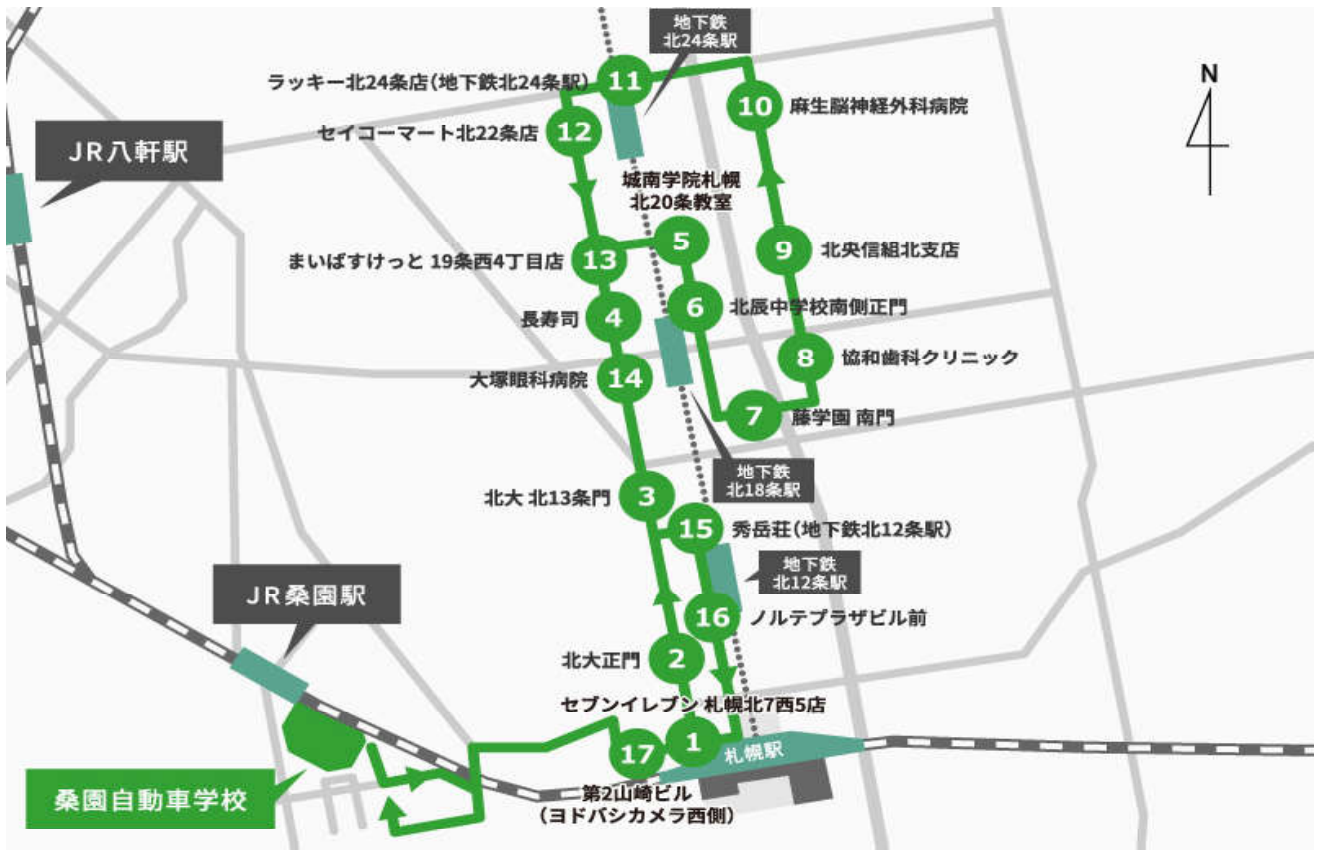 地下鉄
北24条駅
N
ラッキー北24条店(地下鉄北24条駅)
11
10
麻生脳神経外科病院
セイコーマート北22条店
12
JR八軒駅
城南学院札幌
北20条教室
5
9
北央信組北支店
まいばすけっと 19条西4丁目店
13
長寿司
4
6
北辰中学校南側正門
大塚眼科病院
14
8
協和歯科クリニック
7
藤学園 南門
地下鉄
北18条駅
北大 北13条門
3
15
秀岳荘(地下鉄北12条駅)
地下鉄
北12条駅
JR桑園駅
16
ノルテプラザビル前
北大正門
2
セブンイレブン 札幌北7西5店
17
1
札幌駅
桑園自動車学校
第2山崎ビル
(ヨドバシカメラ西側)